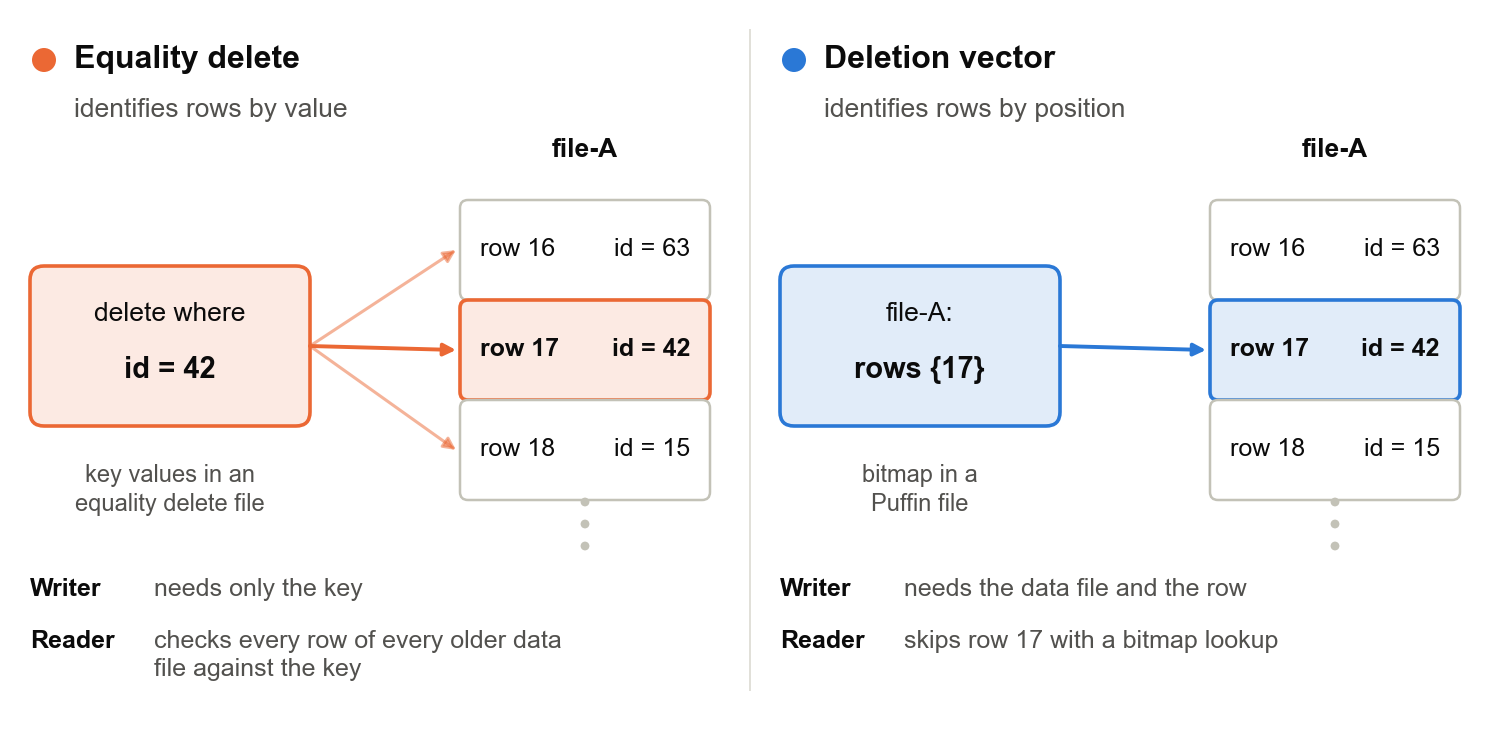 Equality delete
identifies rows by value
file-A
row 16 id = 63
delete where
id = 42
row 17 id = 42
row 18 id = 15
key values in an
equality delete file
Writer needs only the key
Reader checks every row of every older data
file against the key
Deletion vector
identifies rows by position
file-A
row 16 id = 63
file-A:
rows {17}
row 17 id = 42
row 18 id = 15
bitmap in a
Puffin file
Writer needs the data file and the row
Reader skips row 17 with a bitmap lookup